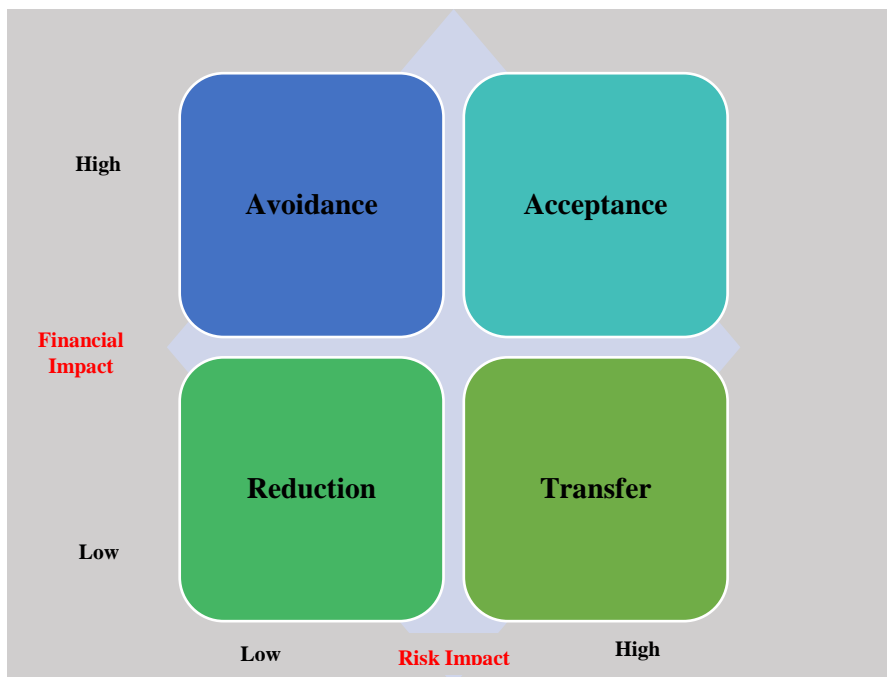 High
Avoidance
Acceptance
Financial
Impact
Reduction
Transfer
Low
Low
Risk Impact
High